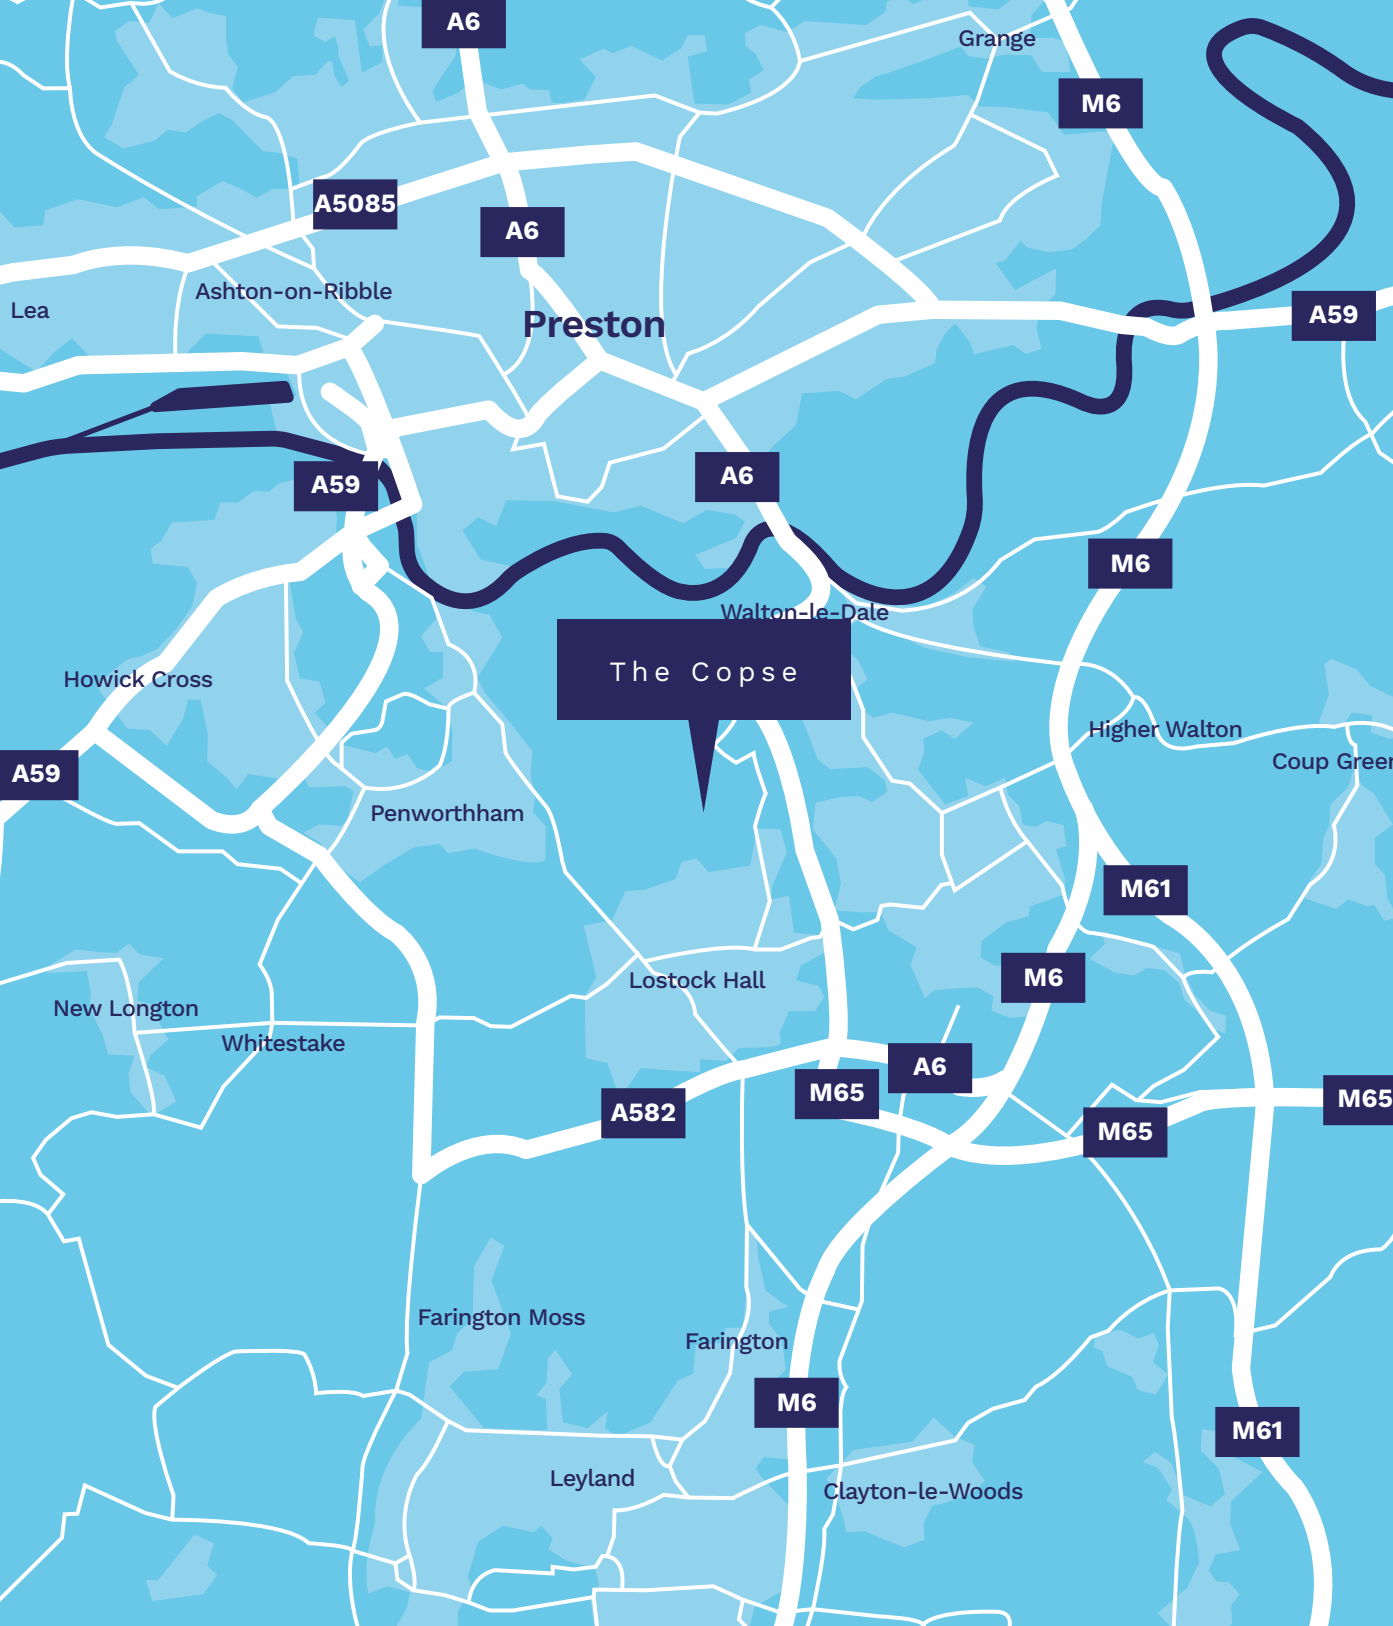 A6
Grange
M6
A5085
A6
Ashton-on-Ribble
Lea
A59
Preston
A6
A59
M6
Walton-le-Dale
The Copse
Howick Cross
Higher Walton
Coup Green
A59
Penworthham
M61
M6
Lostock Hall
New Longton
Whitestake
A6
M65
M65
A582
M65
Farington Moss
Farington
M6
M61
Leyland
Clayton-le-Woods